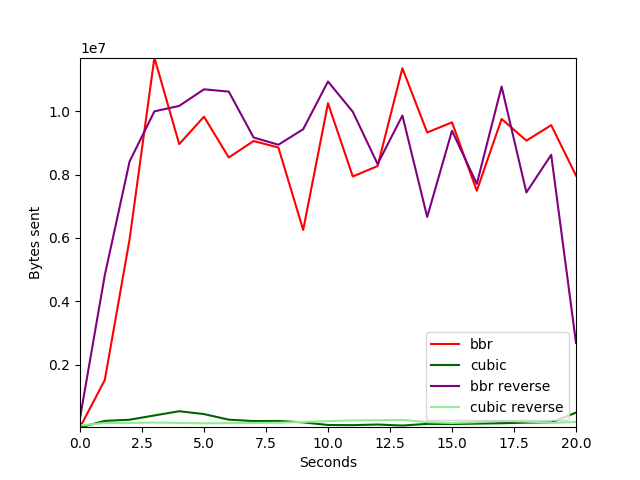 1e7
1.0
0.8
0.6
0.4
0.2
Bytes sent
0.0 2.5 5.0 7.5 10.0 12.5 15.0 17.5 20.0
Seconds
bbr
cubic
bbr reverse
cubic reverse